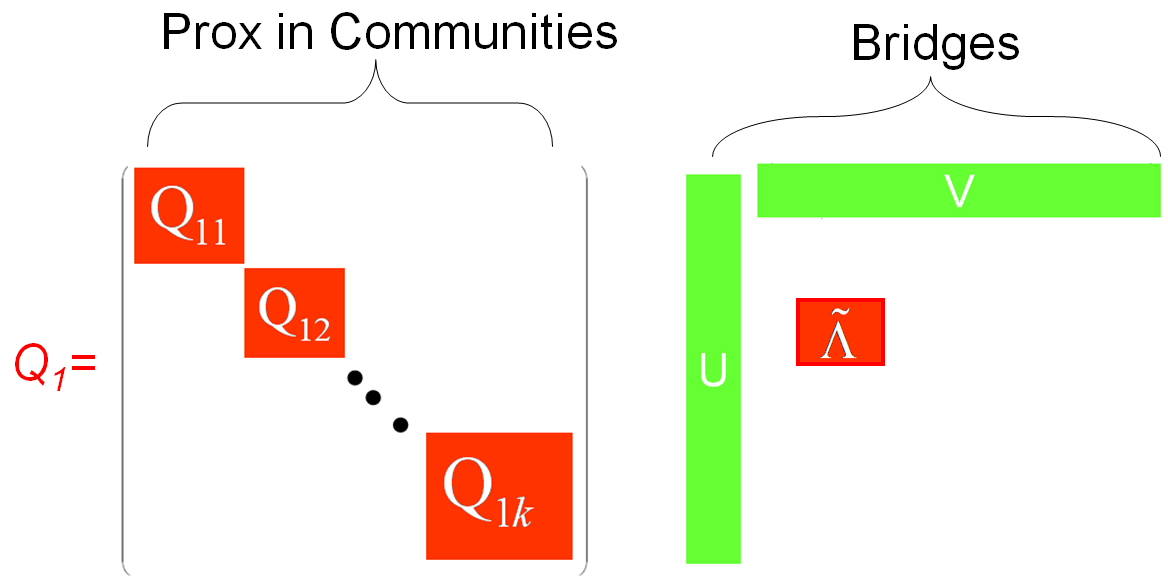 Prox in Communities
Bridges
Q₁₁
V
Q₁₂
Λ̃
Q₁=
U
Q₁ₖ